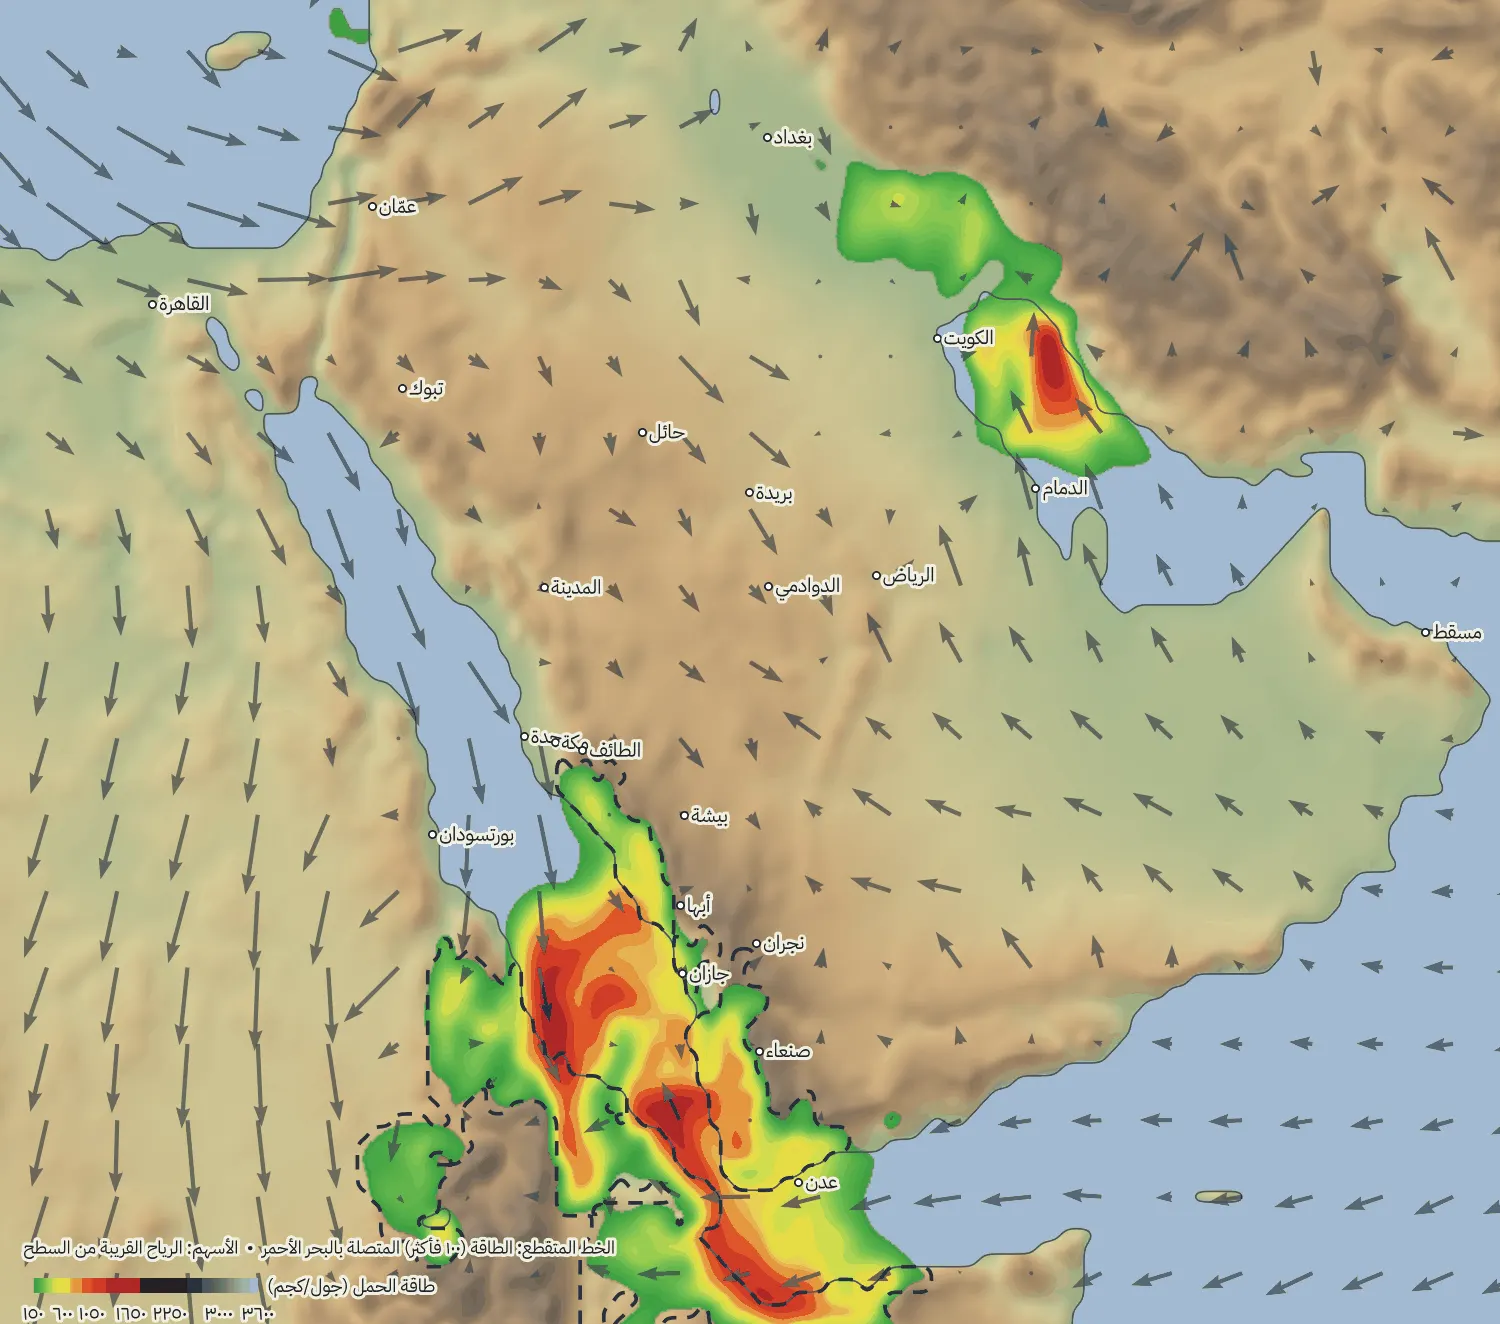 بغداد
عمّان
القاهرة
الكويت
تبوك
حائل
الدمام
بريدة
الرياض
الدوادمي
المدينة
مسقط
جدة
مكة
الطائف
بيشة
بورتسودان
أبها
نجران
جازان
صنعاء
عدن
الخط المتقطع: الطاقة (١٠٠ فأكثر) المتصلة بالبحر الأحمر • الأسهم: الرياح القريبة من السطح
طاقة الحمل (جول/كجم)
١٥٠ ٦٠٠ ١٠٥٠ ١٦٥٠ ٢٢٥٠ ٣٠٠٠ ٣٦٠٠